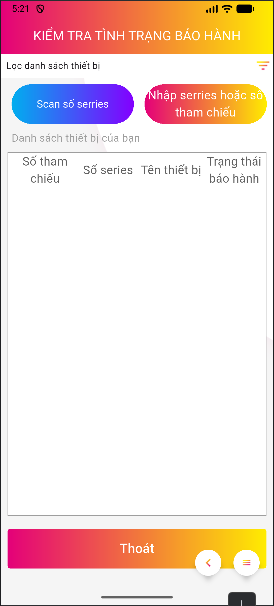 5:21
KIỂM TRA TÌNH TRẠNG BẢO HÀNH
Lọc danh sách thiết bị
Scan số serries
Nhập serries hoặc số
tham chiếu
Danh sách thiết bị của bạn
Số tham
chiếu
Số series
Tên thiết bị
Trạng thái
bảo hành
Thoát